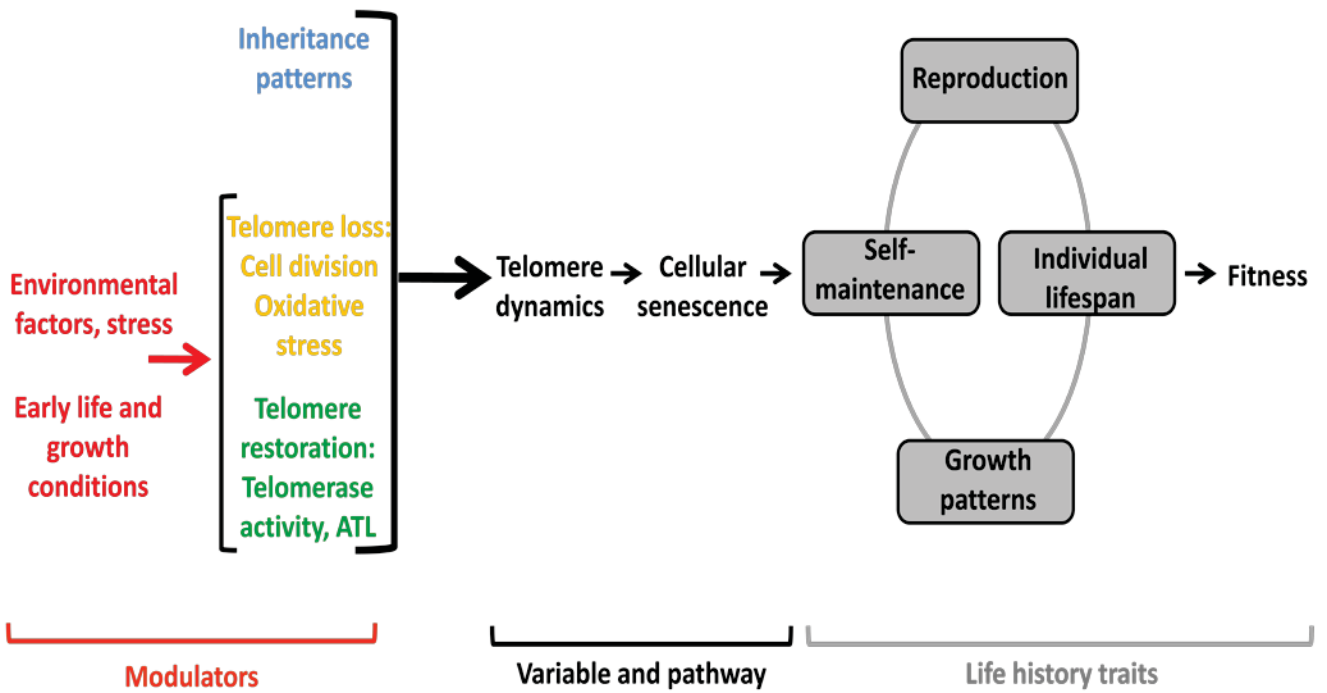 Inheritance
patterns
Environmental
factors, stress
Early life and
growth
conditions
Telomere loss:
Cell division
Oxidative
stress
Telomere
restoration:
Telomerase
activity, ATL
Telomere
dynamics
Cellular
senescence
Reproduction
Self-
maintenance
Individual
lifespan
Growth
patterns
Fitness
Modulators
Variable and pathway
Life history traits